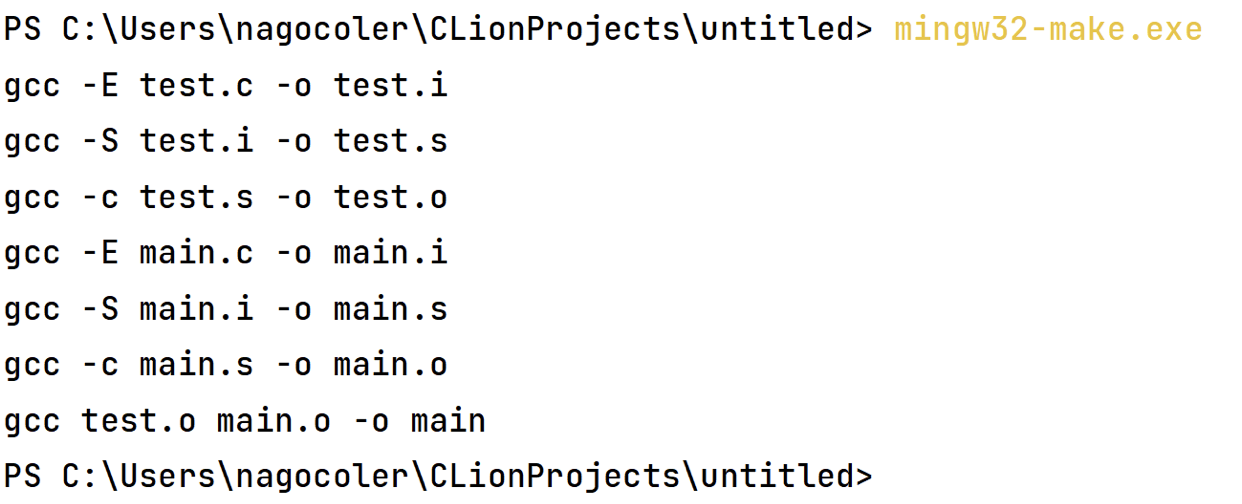 PS C:\Users\nagocoler\CLionProjects\untitled> mingw32-make.exe
gcc -E test.c -o test.i
gcc -S test.i -o test.s
gcc -c test.s -o test.o
gcc -E main.c -o main.i
gcc -S main.i -o main.s
gcc -c main.s -o main.o
gcc test.o main.o -o main
PS C:\Users\nagocoler\CLionProjects\untitled>